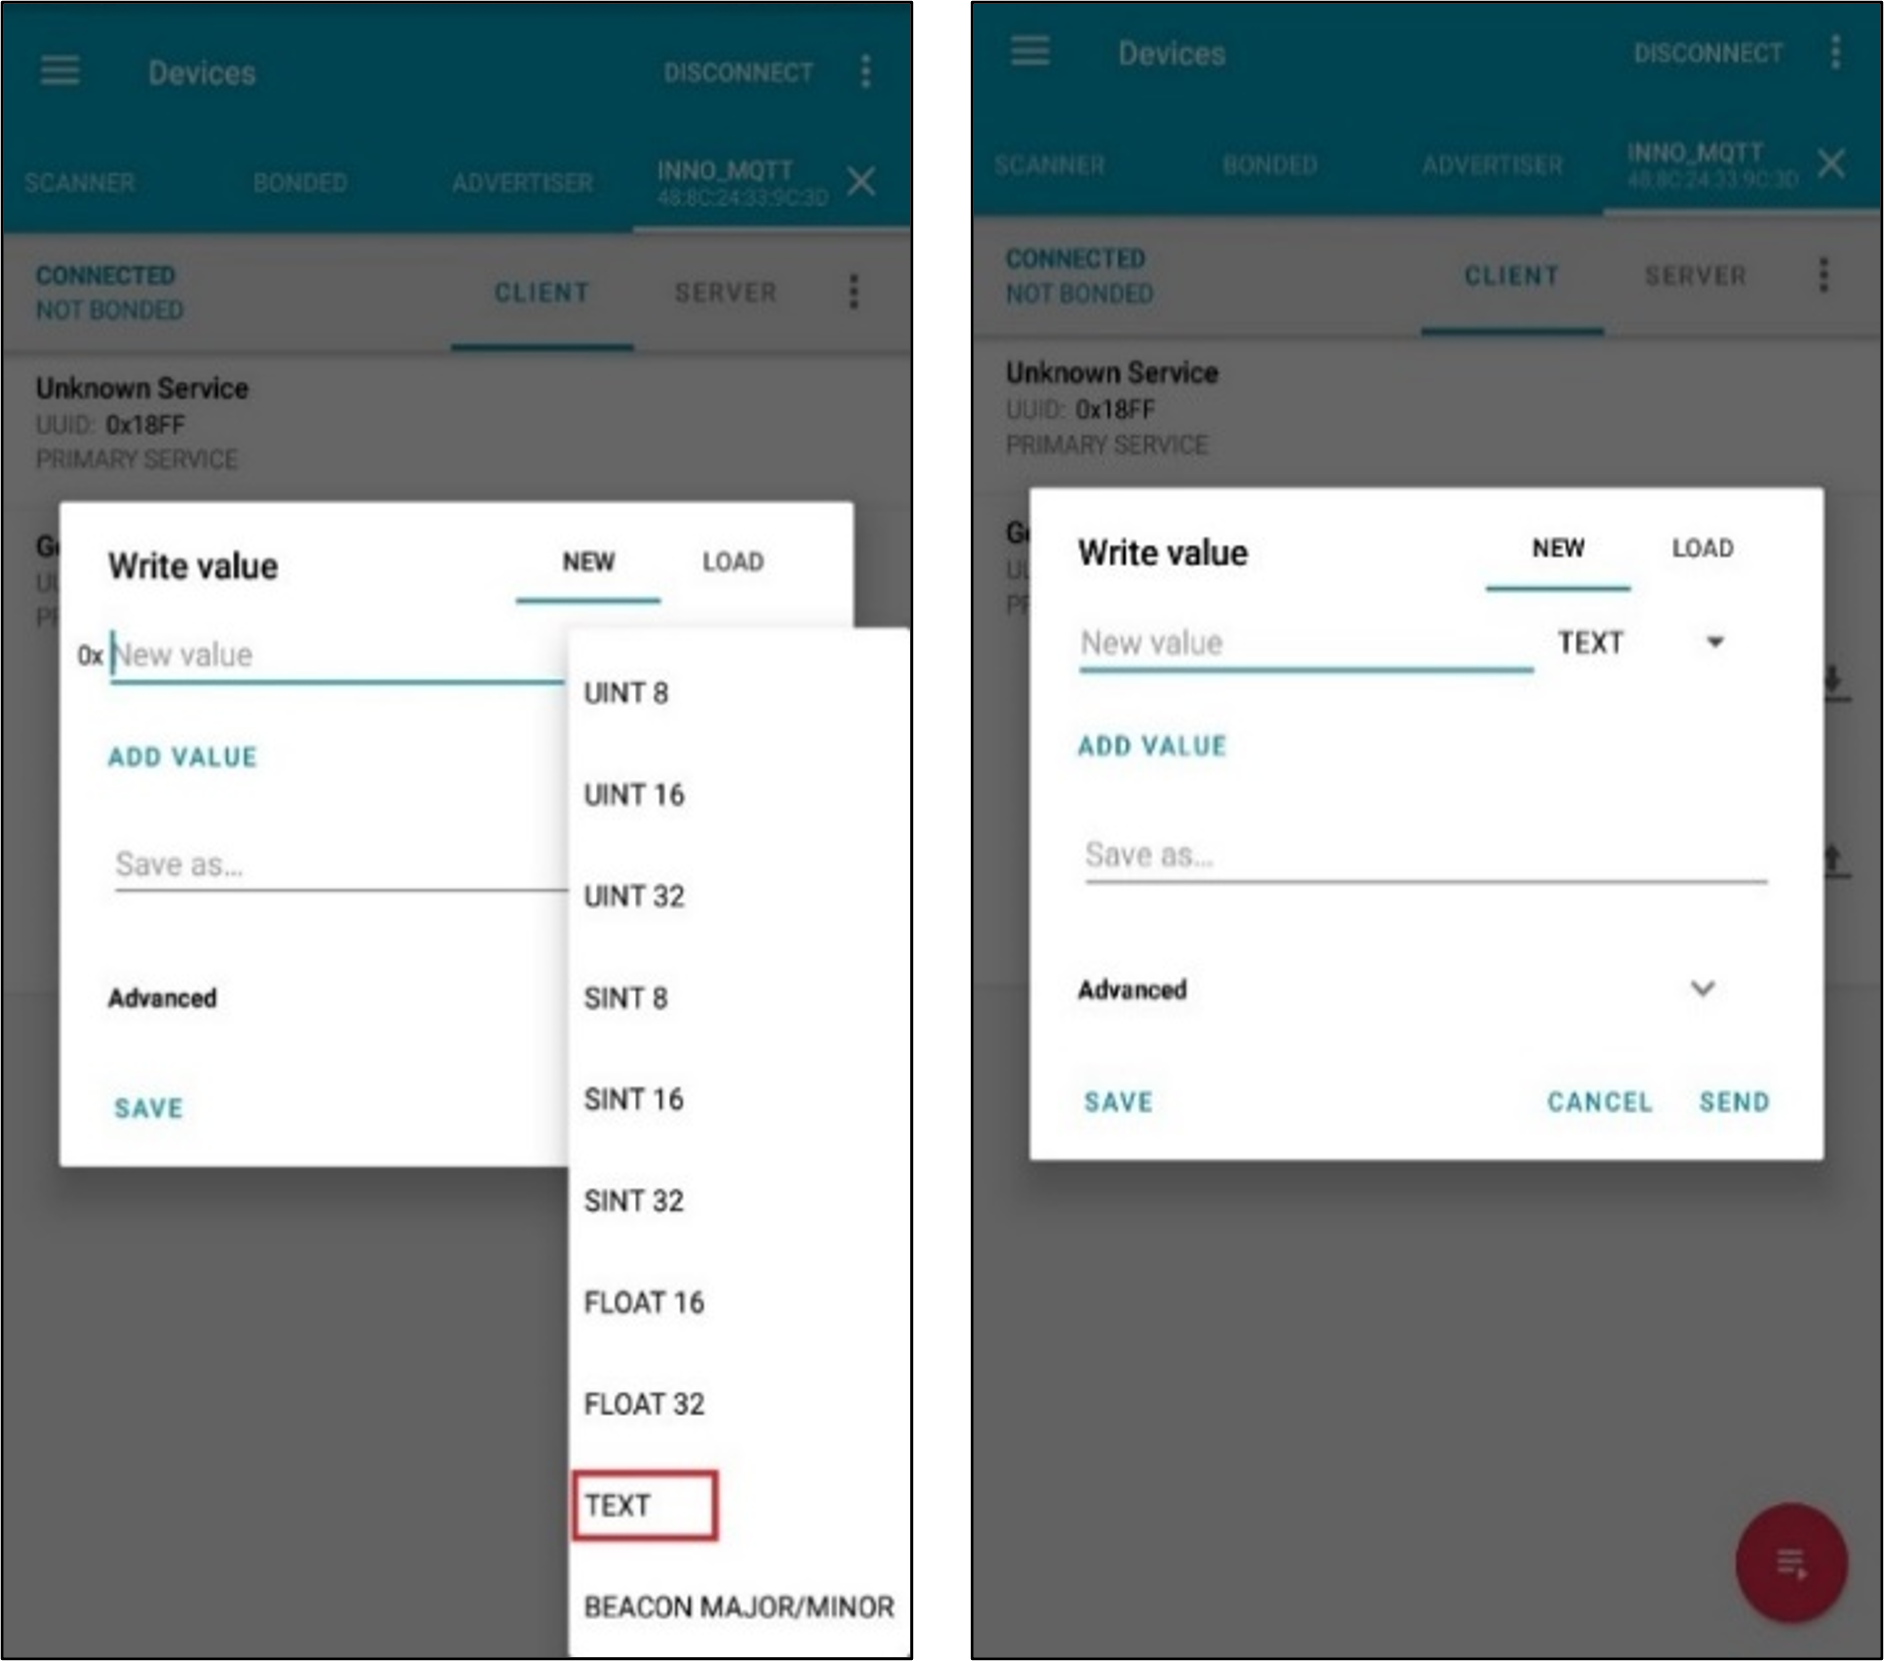 Devices
DISCONNECT
SCANNER
BONDED
ADVERTISER
INNO_MQTT
48:8C:24:33:9C:3D
CONNECTED
NOT BONDED
CLIENT
SERVER
Unknown Service
UUID: 0x18FF
PRIMARY SERVICE
Write value
NEW
LOAD
0x New value
ADD VALUE
Save as...
Advanced
SAVE
UINT 8
UINT 16
UINT 32
SINT 8
SINT 16
SINT 32
FLOAT 16
FLOAT 32
TEXT
BEACON MAJOR/MINOR
Devices
DISCONNECT
SCANNER
BONDED
ADVERTISER
INNO_MQTT
48:8C:24:33:9C:3D
CONNECTED
NOT BONDED
CLIENT
SERVER
Unknown Service
UUID: 0x18FF
PRIMARY SERVICE
Write value
NEW
LOAD
New value
TEXT
ADD VALUE
Save as...
Advanced
SAVE
CANCEL
SEND